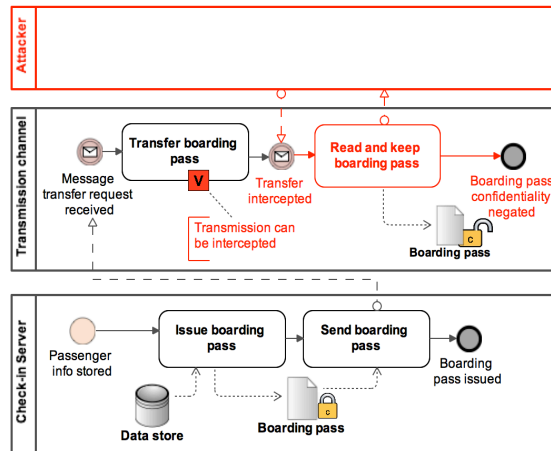 Attacker
Transmission channel
Transfer boarding
pass
Read and keep
boarding pass
Message
transfer request
received
V
Transfer
intercepted
Boarding pass
confidentiality
negated
Transmission can
be intercepted
c
Boarding pass
Check-in Server
Issue boarding
pass
Send boarding
pass
Passenger
info stored
Boarding
pass issued
c
Data store
Boarding pass